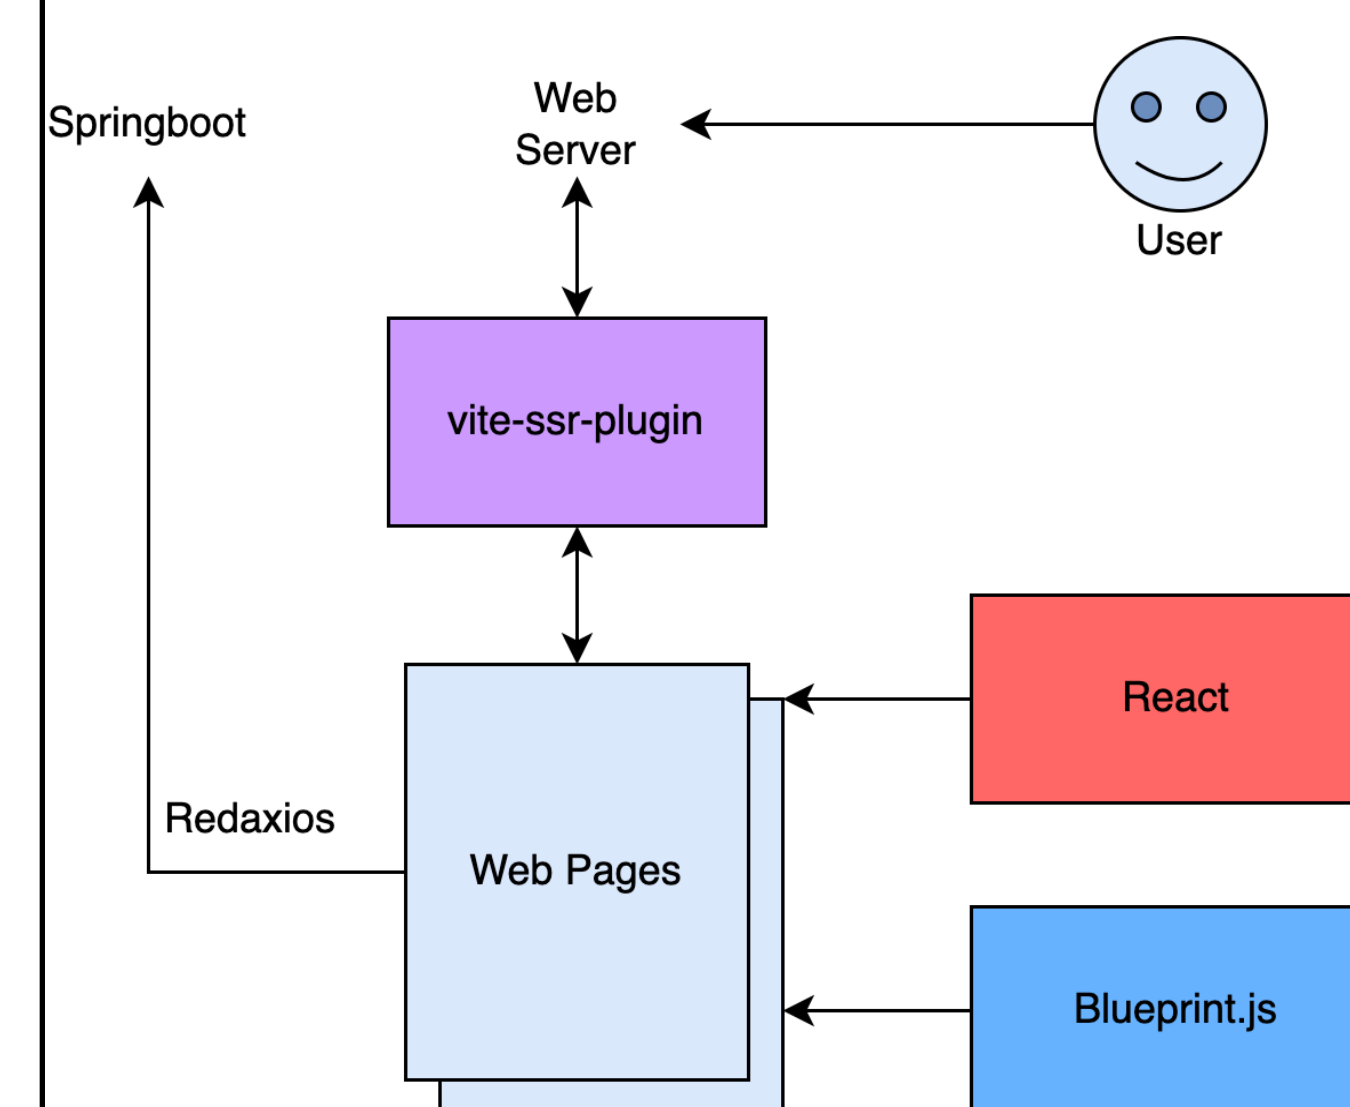 Springboot
Web
Server
User
vite-ssr-plugin
React
Redaxios
Web Pages
Blueprint.js